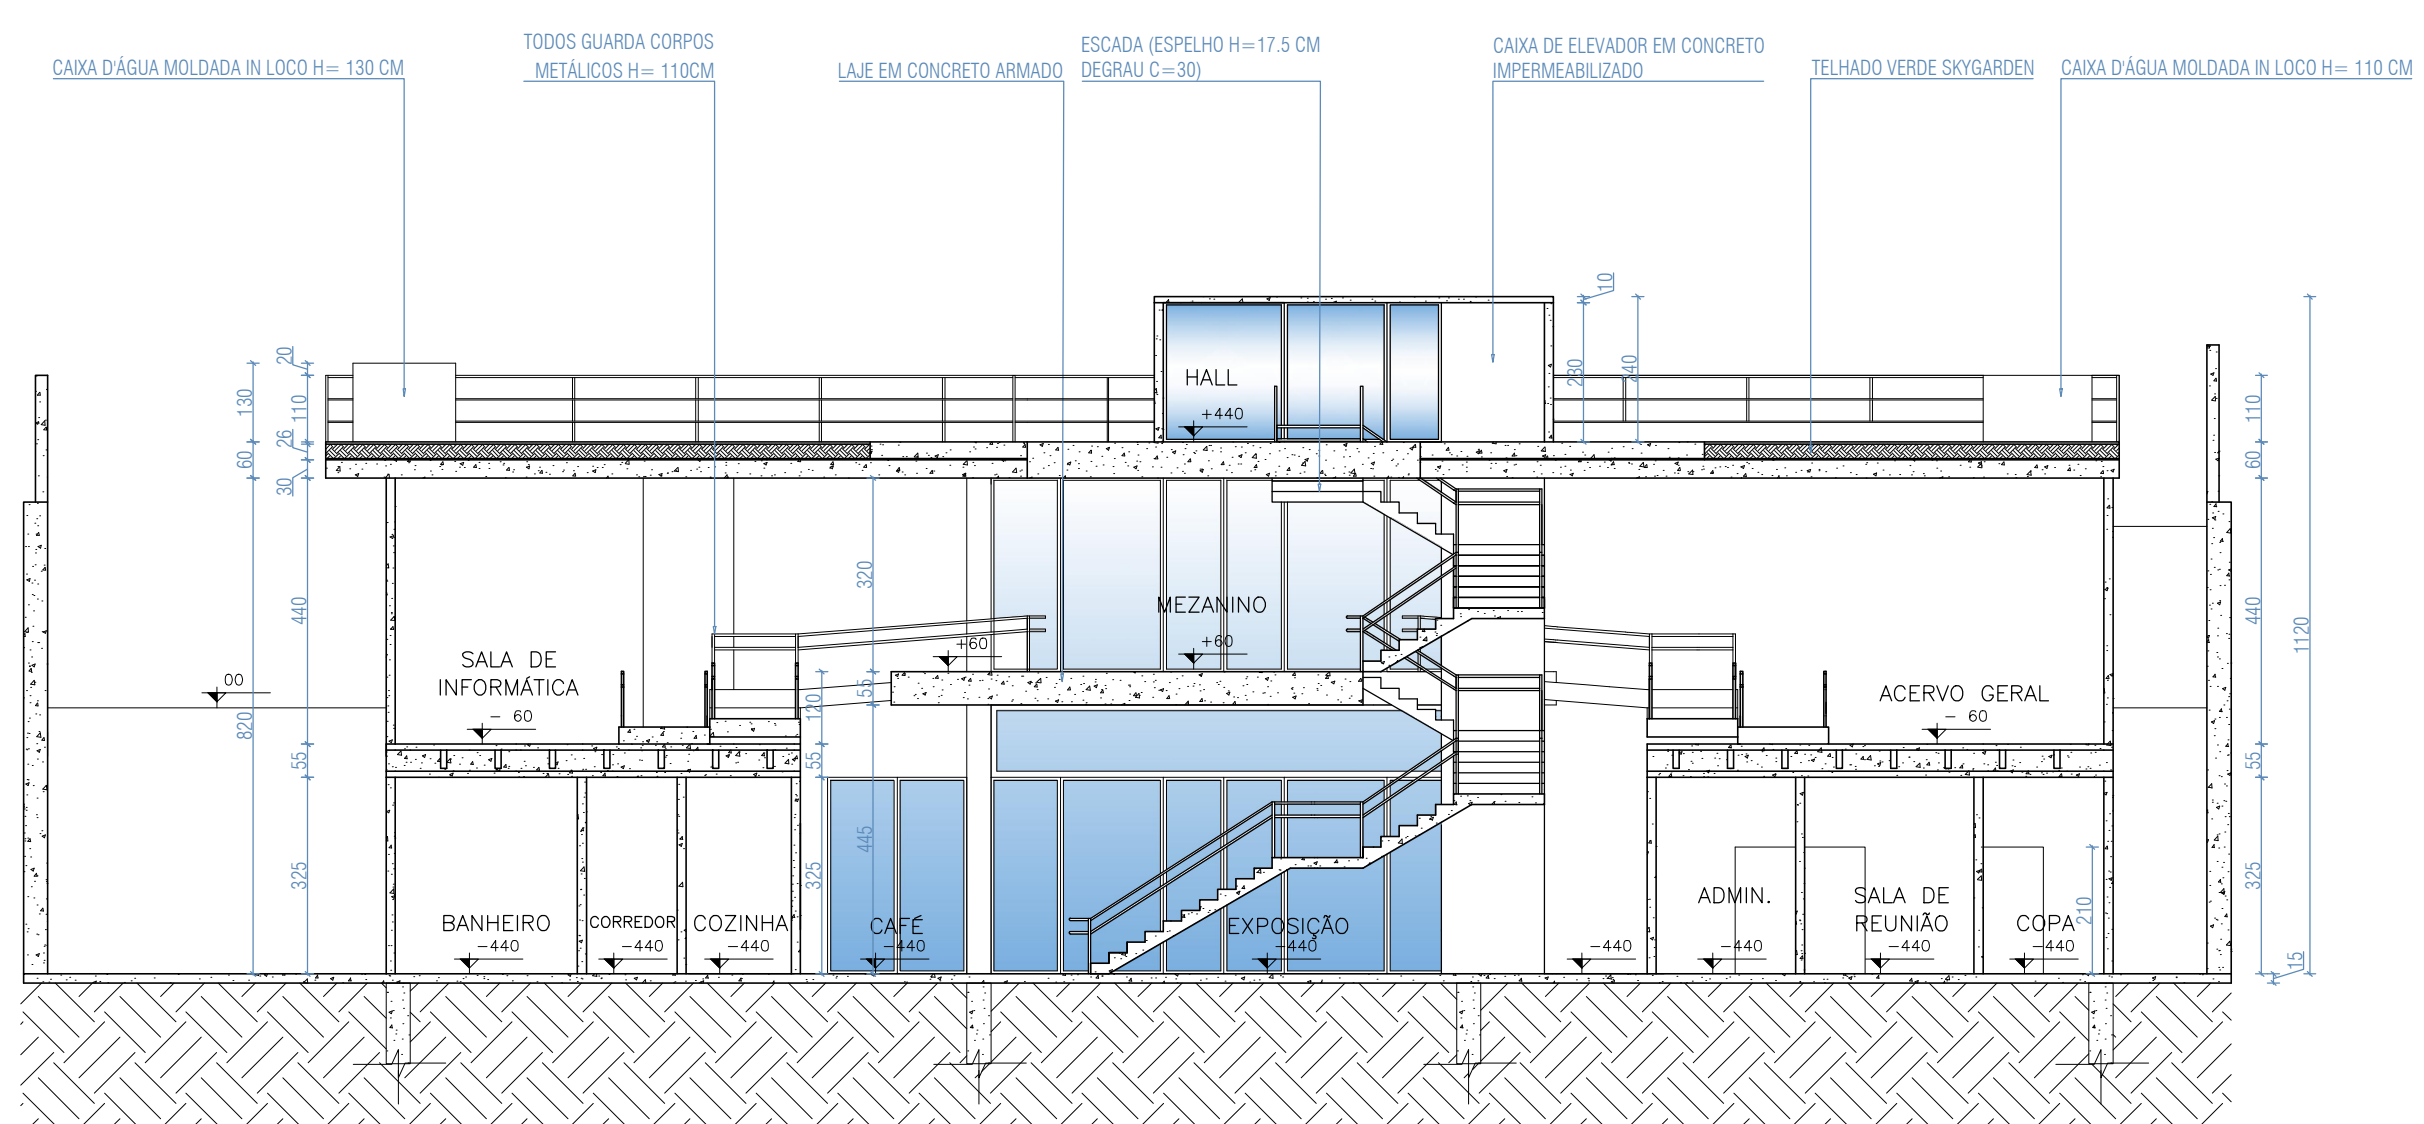 CAIXA D'ÁGUA MOLDADA IN LOCO H= 130 CM
TODOS GUARDA CORPOS
METÁLICOS H= 110CM
LAJE EM CONCRETO ARMADO
ESCADA (ESPELHO H=17.5 CM
DEGRAU C=30)
CAIXA DE ELEVADOR EM CONCRETO
IMPERMEABILIZADO
TELHADO VERDE SKYGARDEN
CAIXA D'ÁGUA MOLDADA IN LOCO H= 110 CM
10
20
130
110
26
60
30
HALL
+440
230
240
110
60
440
820
55
325
320
120
55
55
445
325
440
1120
55
325
210
15
00
SALA DE
INFORMÁTICA
- 60
+60
MEZANINO
+60
ACERVO GERAL
- 60
BANHEIRO
-440
CORREDOR
-440
COZINHA
-440
CAFÉ
-440
EXPOSIÇÃO
-440
-440
ADMIN.
-440
SALA DE
REUNIÃO
-440
COPA
-440